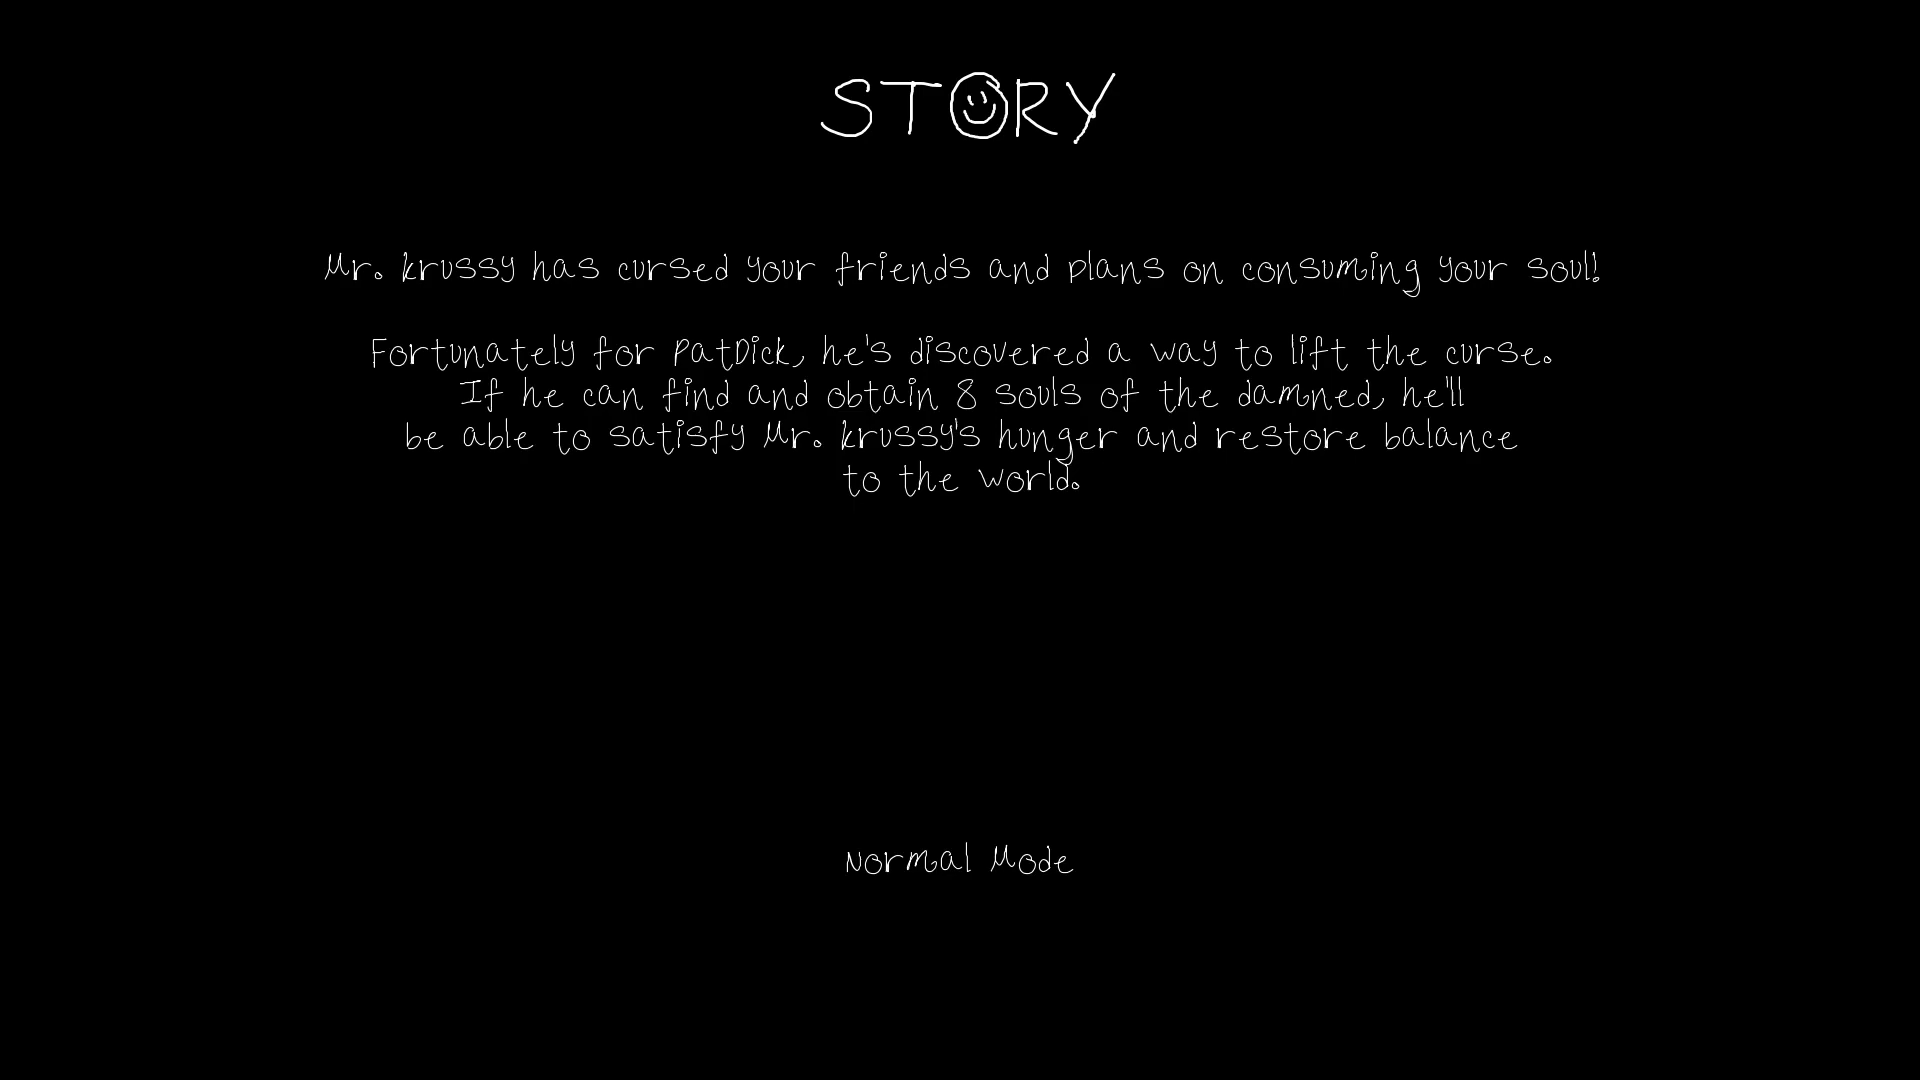 STORY
Mr. Krussy has cursed your friends and plans on consuming your soul!
Fortunately for PatDick, he's discovered a way to lift the curse.
If he can find and obtain 8 souls of the damned, he'll
be able to satisfy Mr. Krussy's hunger and restore balance
to the world.
Normal Mode